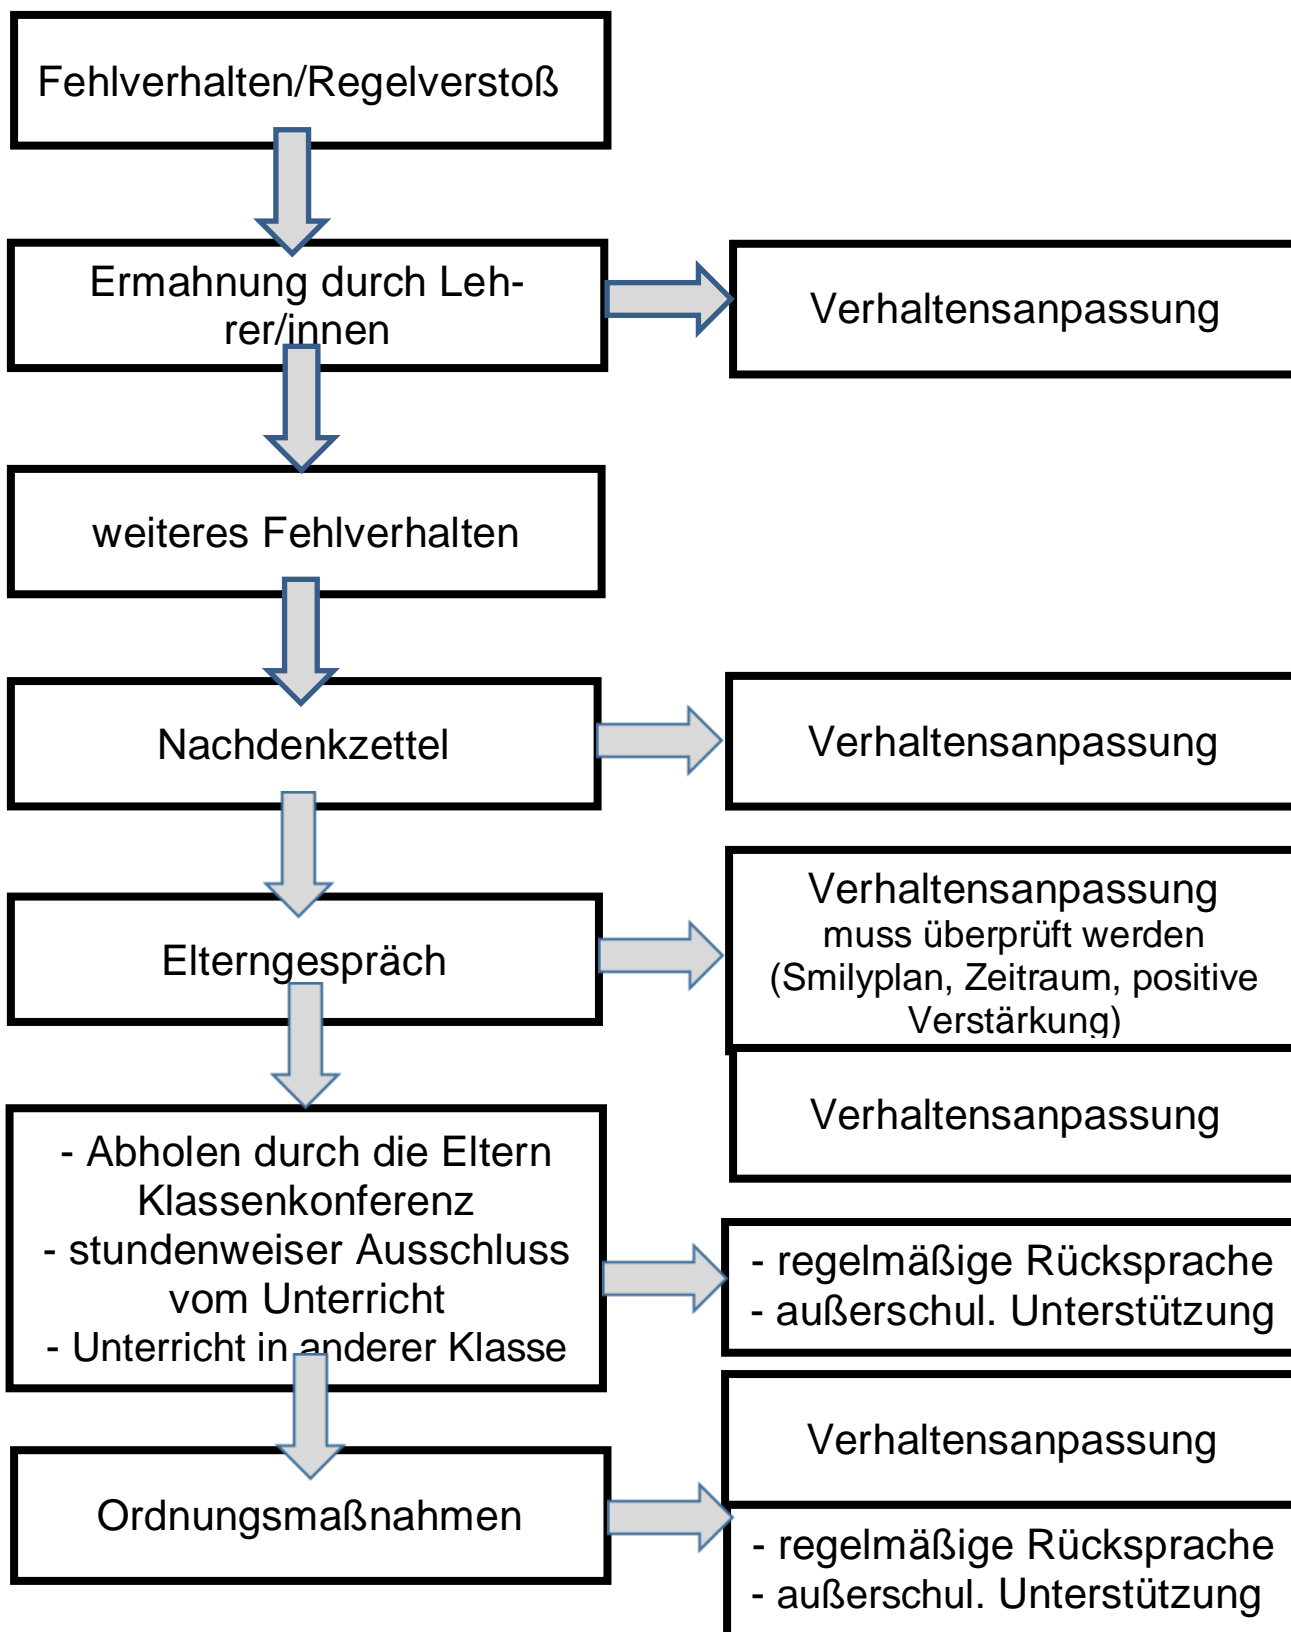 Fehlverhalten/Regelverstoß
Ermahnung durch Leh-
rer/innen
Verhaltensanpassung
weiteres Fehlverhalten
Nachdenkzettel
Verhaltensanpassung
Elterngespräch
Verhaltensanpassung
muss überprüft werden
(Smilyplan, Zeitraum, positive
Verstärkung)
Verhaltensanpassung
- Abholen durch die Eltern
Klassenkonferenz
- stundenweiser Ausschluss
vom Unterricht
- Unterricht in anderer Klasse
- regelmäßige Rücksprache
- außerschul. Unterstützung
Verhaltensanpassung
Ordnungsmaßnahmen
- regelmäßige Rücksprache
- außerschul. Unterstützung